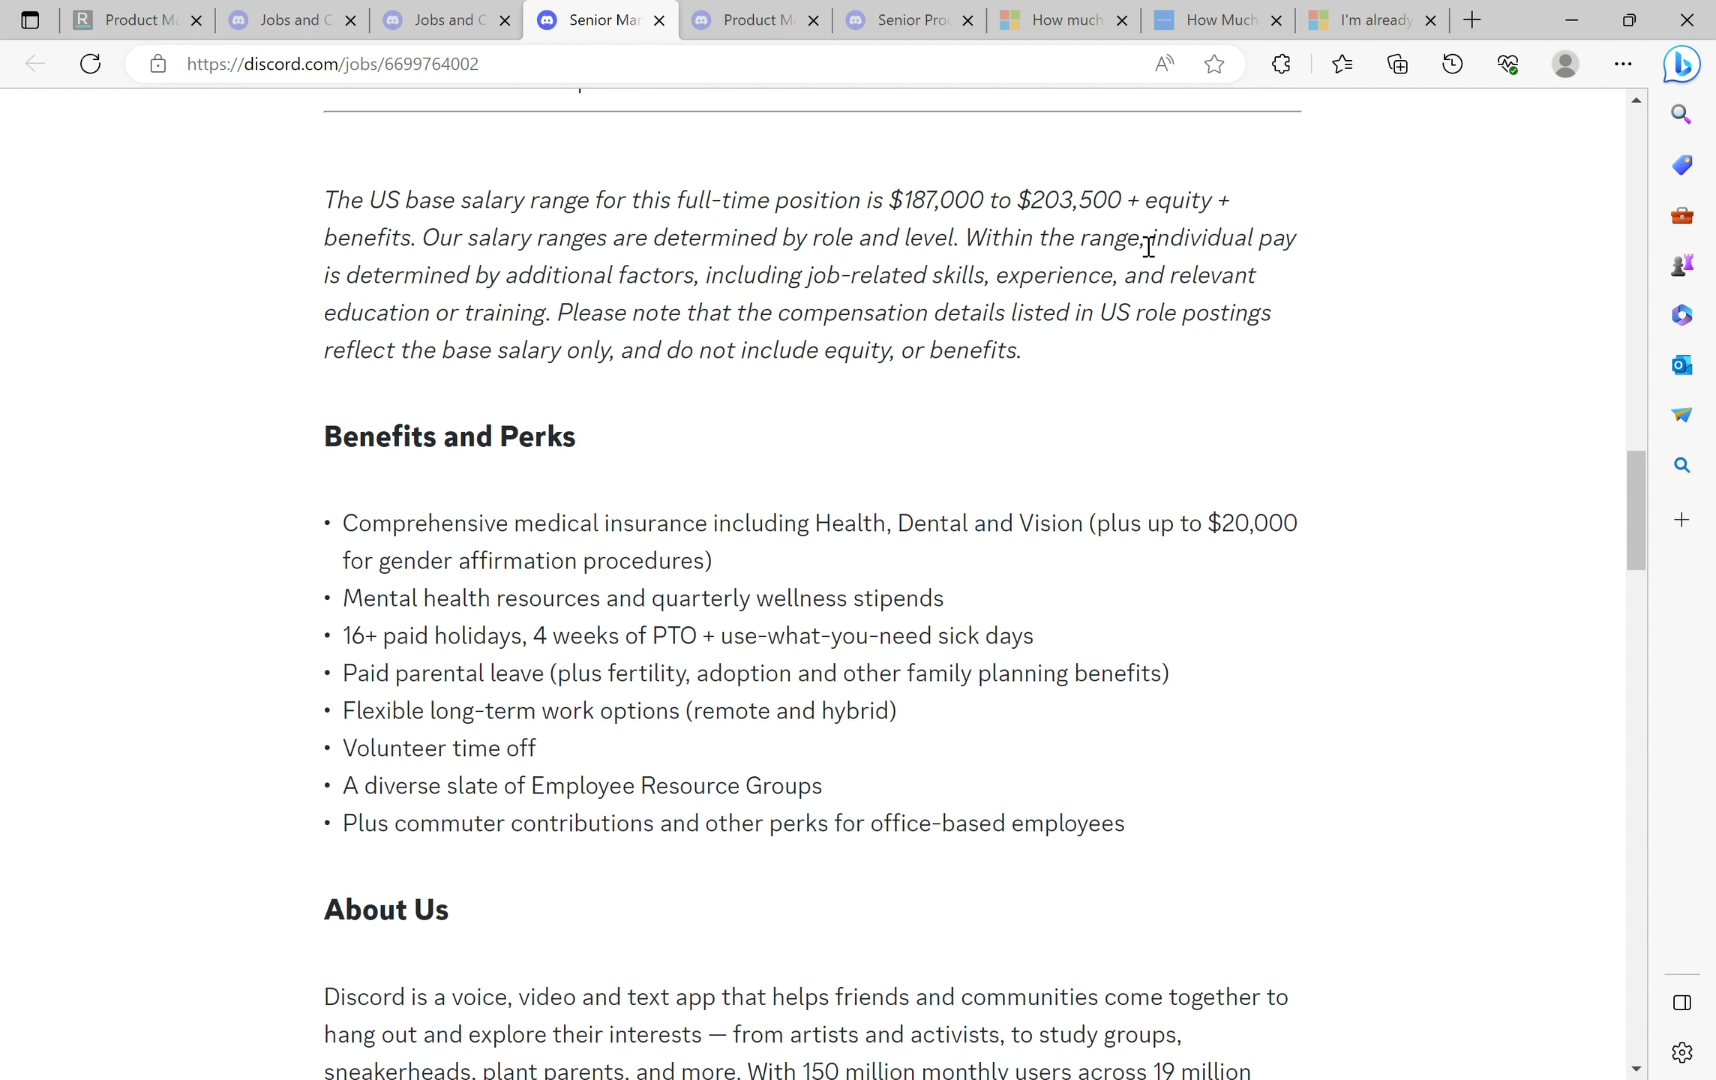 Product Ma
Jobs and C
Jobs and C
Senior Mar
Product Ma
Senior Proc
How much
How Much
I'm already
https://discord.com/jobs/6699764002
The US base salary range for this full-time position is $187,000 to $203,500 + equity +
benefits. Our salary ranges are determined by role and level. Within the range, individual pay
is determined by additional factors, including job-related skills, experience, and relevant
education or training. Please note that the compensation details listed in US role postings
reflect the base salary only, and do not include equity, or benefits.
Benefits and Perks
• Comprehensive medical insurance including Health, Dental and Vision (plus up to $20,000
for gender affirmation procedures)
• Mental health resources and quarterly wellness stipends
• 16+ paid holidays, 4 weeks of PTO + use-what-you-need sick days
• Paid parental leave (plus fertility, adoption and other family planning benefits)
• Flexible long-term work options (remote and hybrid)
• Volunteer time off
• A diverse slate of Employee Resource Groups
• Plus commuter contributions and other perks for office-based employees
About Us
Discord is a voice, video and text app that helps friends and communities come together to
hang out and explore their interests — from artists and activists, to study groups,
sneakerheads, plant parents, and more. With 150 million monthly users across 19 million